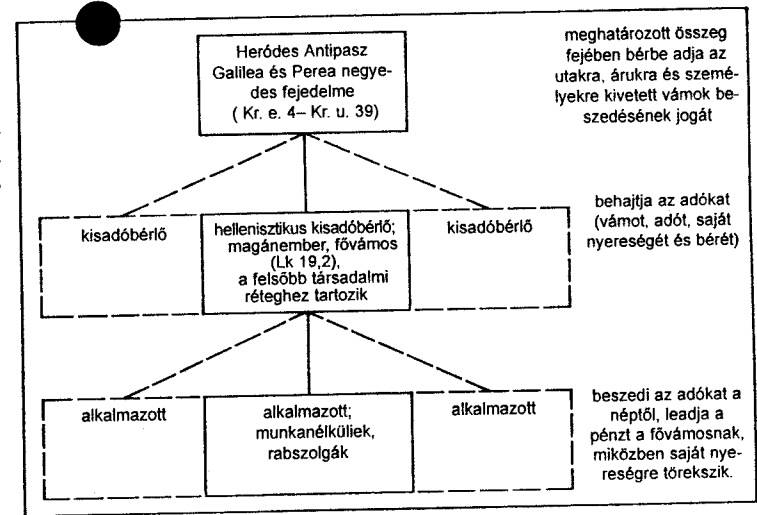 Heródes Antipasz
Galilea és Perea negye-
des fejedelme
( Kr. e. 4– Kr. u. 39)
meghatározott összeg
fejében bérbe adja az
utakra, árukra és szemé-
lyekre kivetett vámok be-
szedésének jogát
kisadóbérlő
hellenisztikus kisadóbérlő;
magánember, fővámos
(Lk 19,2),
a felsőbb társadalmi
réteghez tartozik
kisadóbérlő
behajtja az adókat
(vámot, adót, saját
nyereségét és bérét)
alkalmazott
alkalmazott;
munkanélküliek,
rabszolgák
alkalmazott
beszedi az adókat a
néptől, leadja a
pénzt a fővámosnak,
miközben saját nye-
reségre törekszik.